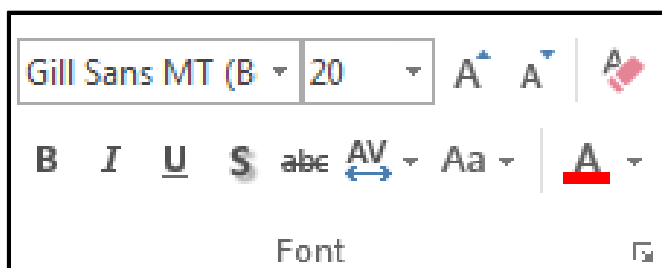 Gill Sans MT (B 20 A A A
B I U S abc AV Aa A
Font